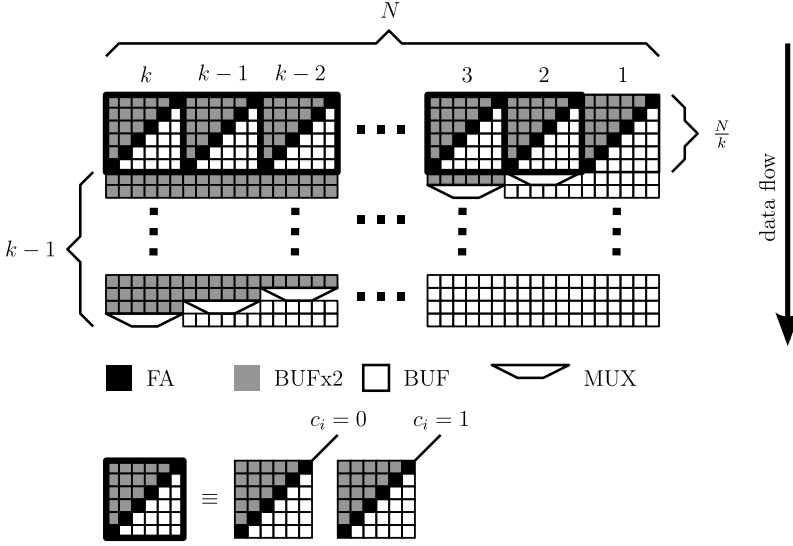 N
k k − 1 k − 2 3 2 1
N/k
data flow
k − 1
FA BUFx2 BUF MUX
c_i = 0 c_i = 1
≡